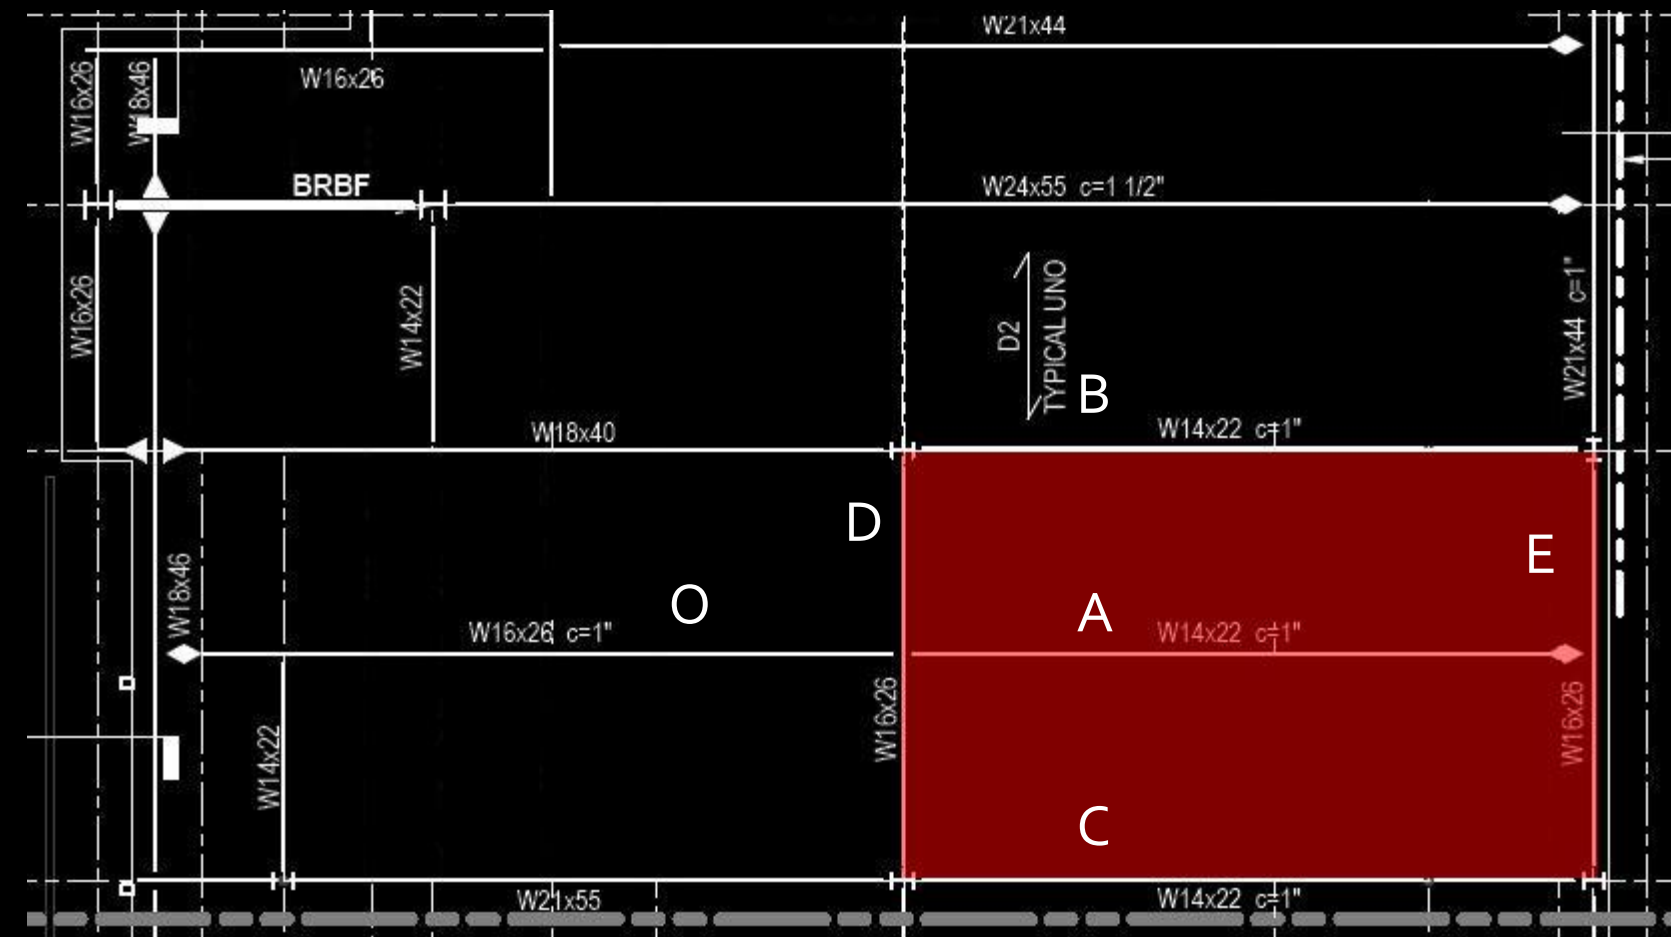 W21x44
W16x26
W16x26
W18x46
BRBF
W24x55 c=1 1/2"
W16x26
W14x22
D2
TYPICAL UNO
W21x44 c=1"
B
W18x40
W14x22 c=1"
D
E
W18x46
O
A
W16x26 c=1"
W14x22 c=1"
W16x26
W16x26
W14x22
C
W21x55
W14x22 c=1"